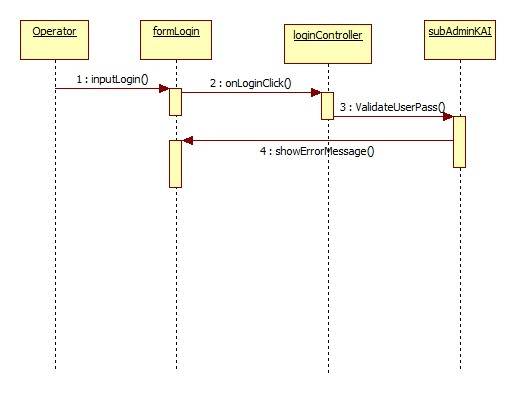 Operator
formLogin
loginController
subAdminKAI
1 : inputLogin()
2 : onLoginClick()
3 : ValidateUserPass()
4 : showErrorMessage()